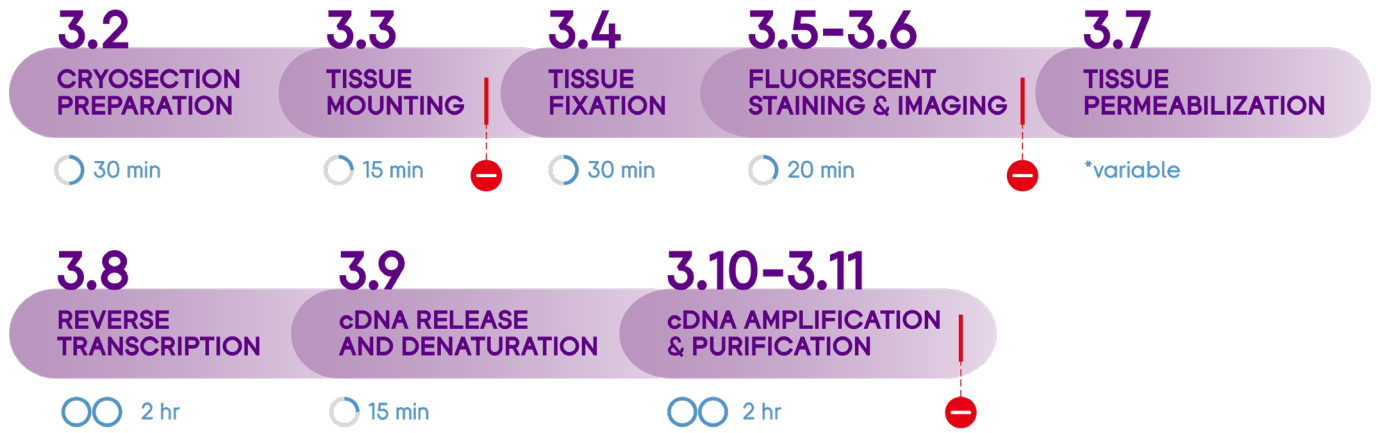 3.2
CRYOSECTION
PREPARATION
30 min
3.3
TISSUE
MOUNTING
15 min
3.4
TISSUE
FIXATION
30 min
3.5-3.6
FLUORESCENT
STAINING & IMAGING
20 min
3.7
TISSUE
PERMEABILIZATION
*variable
3.8
REVERSE
TRANSCRIPTION
2 hr
3.9
cDNA RELEASE
AND DENATURATION
15 min
3.10-3.11
cDNA AMPLIFICATION
& PURIFICATION
2 hr